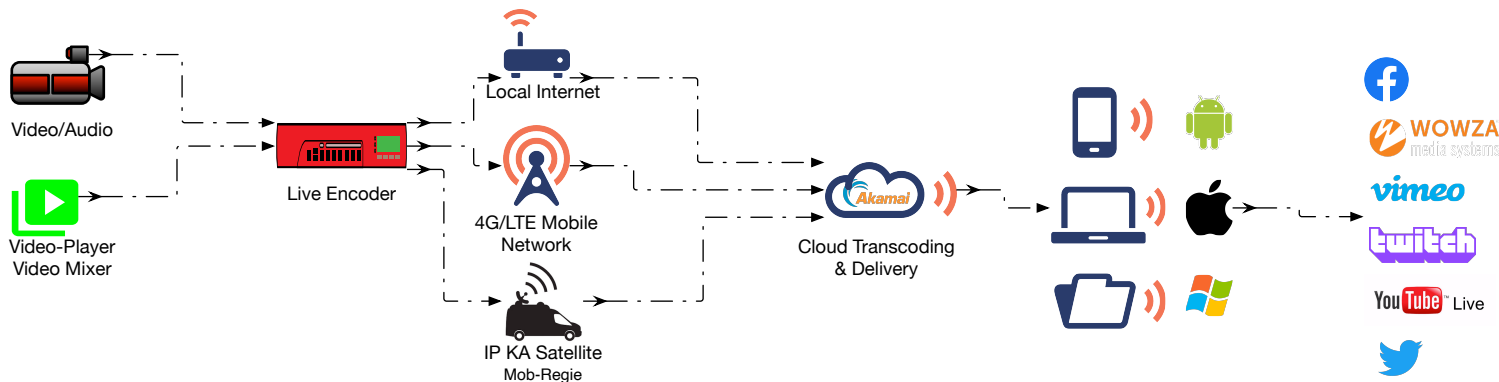 Video/Audio
Video-Player
Video Mixer
Live Encoder
Local Internet
4G/LTE Mobile
Network
IP KA Satellite
Mob-Regie
Akamai
Cloud Transcoding
& Delivery
WOWZA
media systems
vimeo
twitch
YouTube™ Live